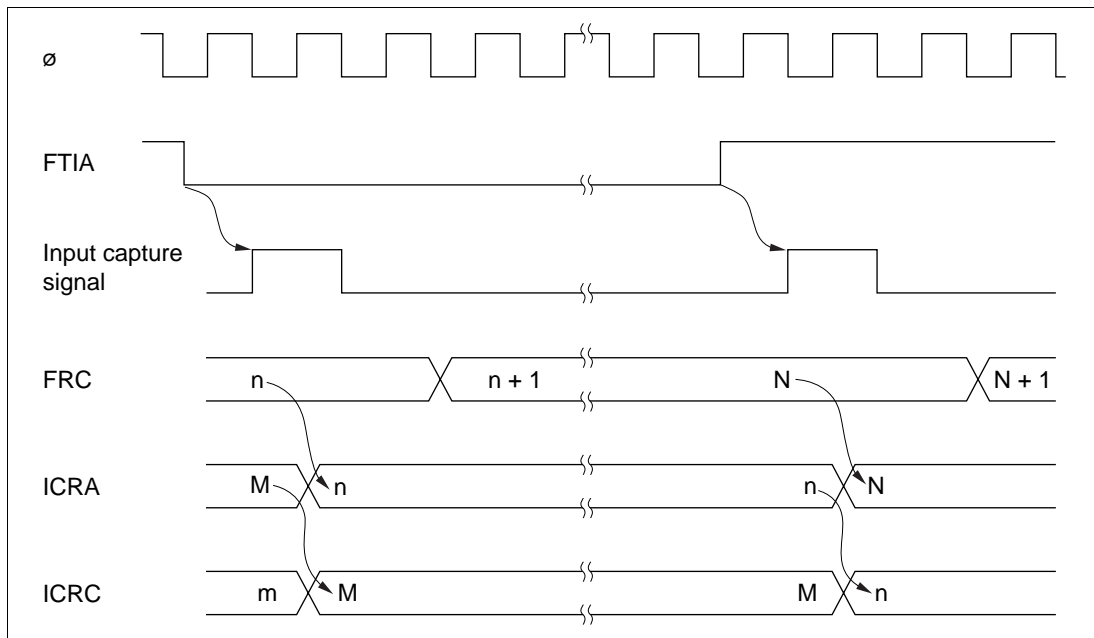 ø
FTIA
Input capture
signal
FRC n n + 1 N N + 1
ICRA M n n N
ICRC m M M n